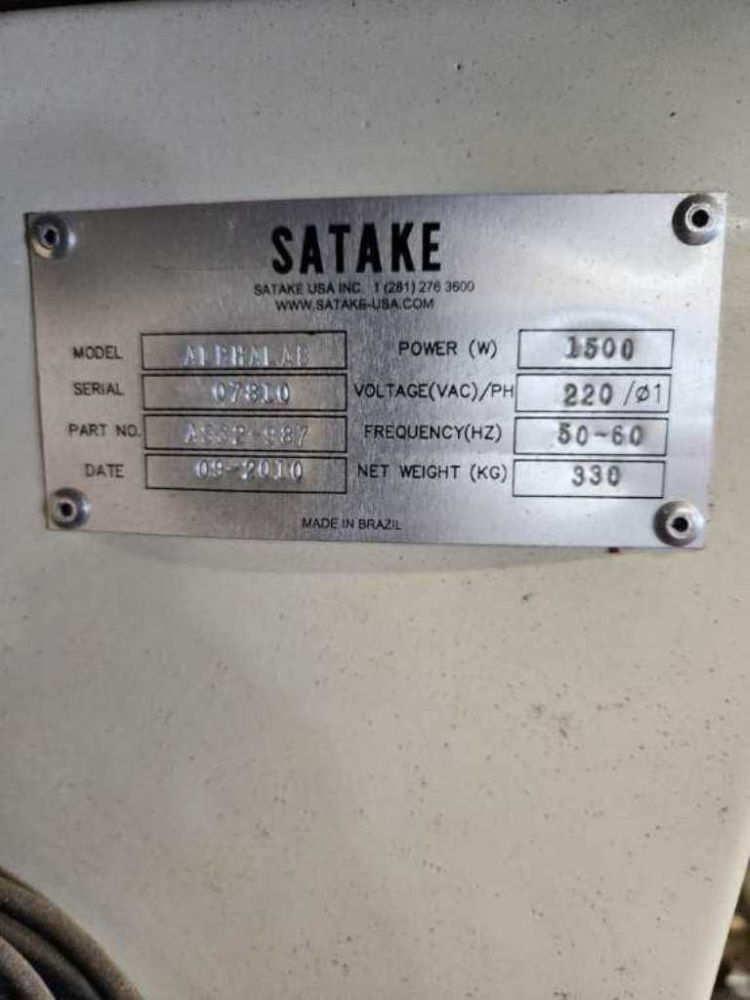 SATAKE
SATAKE USA INC. 1 (281) 276 3600
WWW.SATAKE-USA.COM
MODEL ALPHALAB POWER (W) 1500
SERIAL 07810 VOLTAGE(VAC)/PH 220 /ø1
PART NO. FREQUENCY(HZ) 50-60
DATE 09-2010 NET WEIGHT (KG) 330
MADE IN BRAZIL